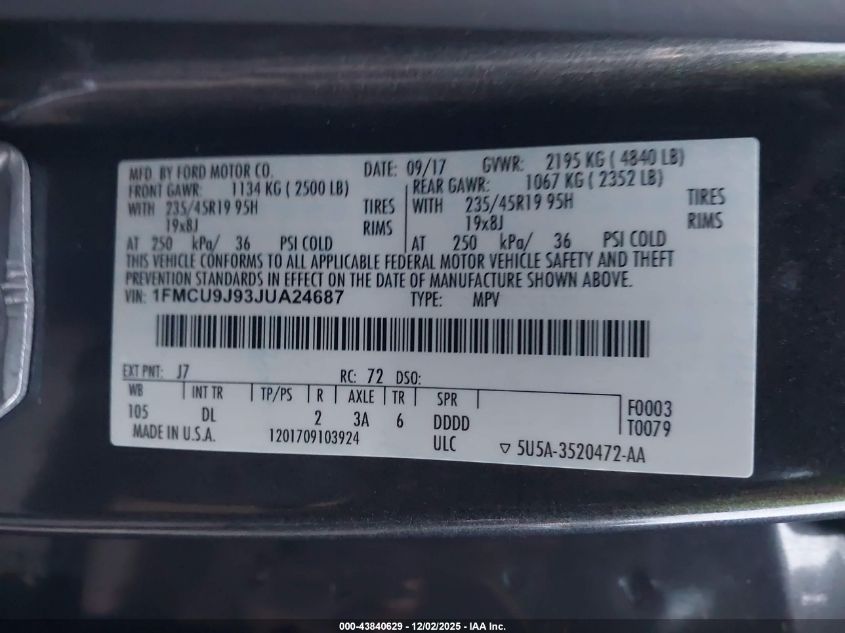 MFD. BY FORD MOTOR CO. DATE: 09/17 GVWR: 2195 KG ( 4840 LB)
FRONT GAWR: 1134 KG ( 2500 LB) REAR GAWR: 1067 KG ( 2352 LB)
WITH 235/45R19 95H TIRES WITH 235/45R19 95H TIRES
19x8J RIMS 19x8J RIMS
AT 250 kPa/ 36 PSI COLD AT 250 kPa/ 36 PSI COLD
THIS VEHICLE CONFORMS TO ALL APPLICABLE FEDERAL MOTOR VEHICLE SAFETY AND THEFT
PREVENTION STANDARDS IN EFFECT ON THE DATE OF MANUFACTURE SHOWN ABOVE.
VIN: 1FMCU9J93JUA24687 TYPE: MPV
EXT PNT: J7 RC: 72 DSO:
WB INT TR TP/PS R AXLE TR SPR
105 DL 2 3A 6 DDDD F0003
MADE IN U.S.A. 1201709103924 ULC T0079
▽ 5U5A-3520472-AA
000-43840629 - 12/02/2025 - IAA Inc.